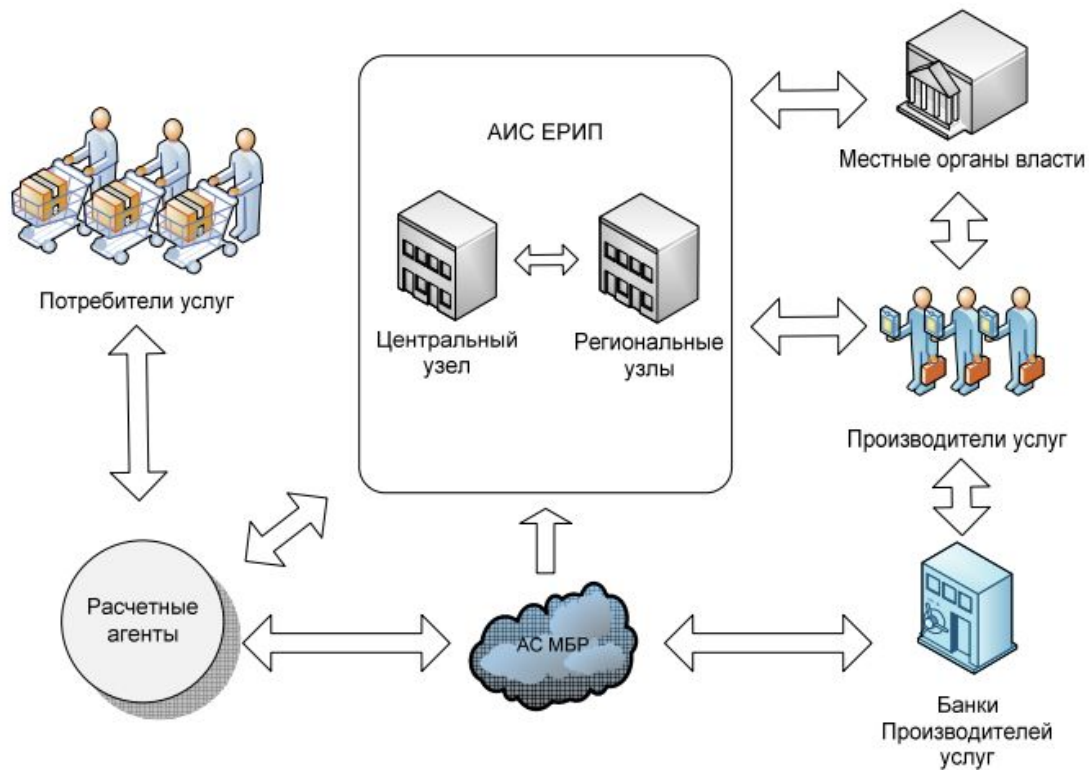 АИС ЕРИП
Местные органы власти
Потребители услуг
Центральный
узел
Региональные
узлы
Производители услуг
Расчетные
агенты
АС МБР
Банки
Производителей
услуг